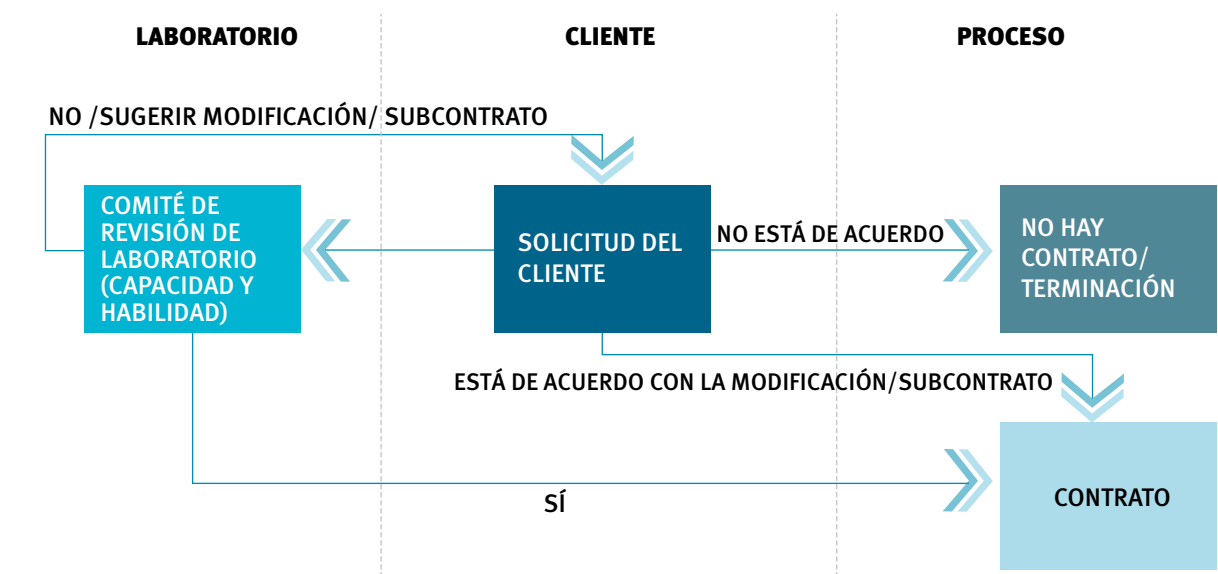 LABORATORIO
CLIENTE
PROCESO
NO /SUGERIR MODIFICACIÓN/ SUBCONTRATO
COMITÉ DE
REVISIÓN DE
LABORATORIO
(CAPACIDAD Y
HABILIDAD)
SOLICITUD DEL
CLIENTE
NO ESTÁ DE ACUERDO
NO HAY
CONTRATO/
TERMINACIÓN
ESTÁ DE ACUERDO CON LA MODIFICACIÓN/SUBCONTRATO
SÍ
CONTRATO